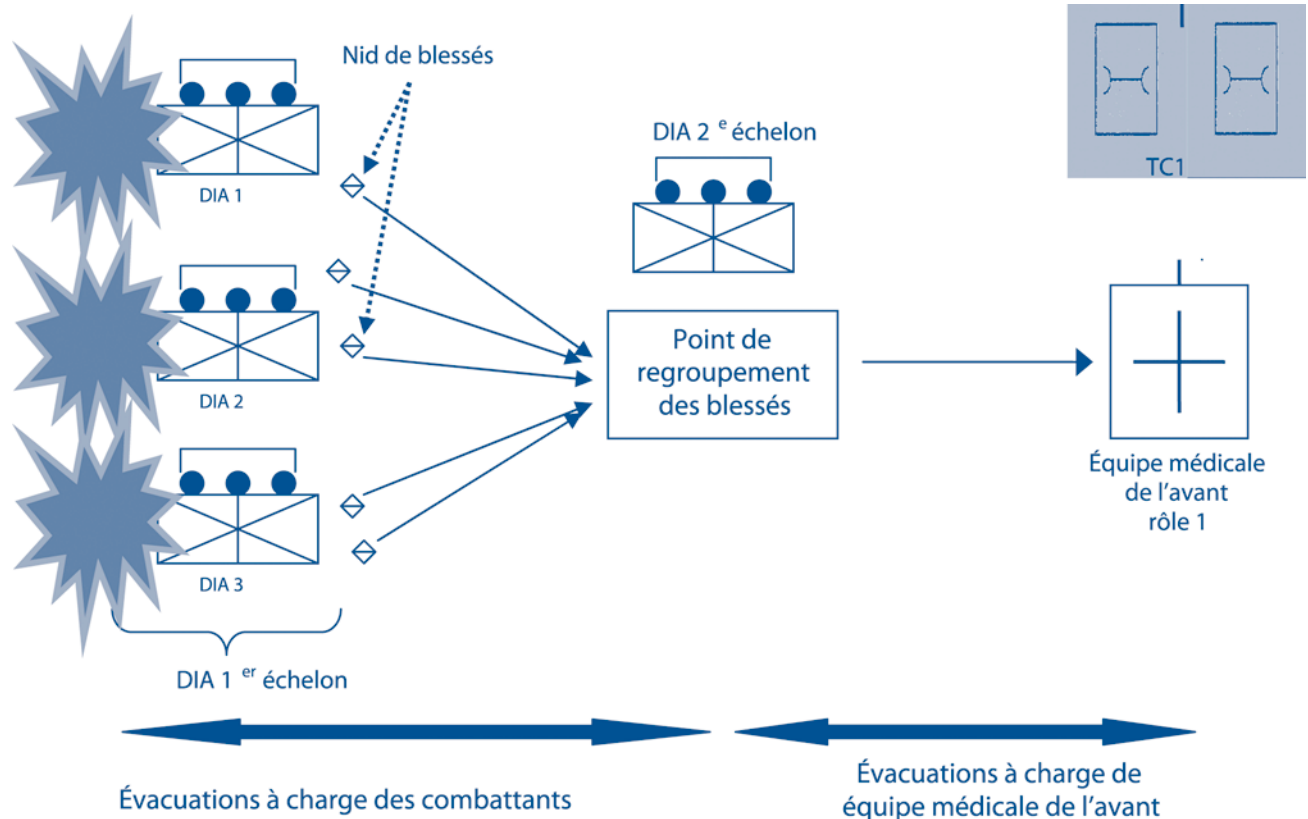 Nid de blessés
DIA 1
DIA 2 e échelon
TC1
DIA 2
Point de
regroupement
des blessés
Équipe médicale
de l'avant
rôle 1
DIA 3
DIA 1 er échelon
Évacuations à charge des combattants
Évacuations à charge de
équipe médicale de l'avant